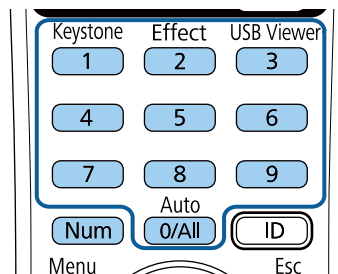 Keystone Effect USB Viewer
1 2 3
4 5 6
7 8 9
Auto
Num 0/All ID
Menu Esc